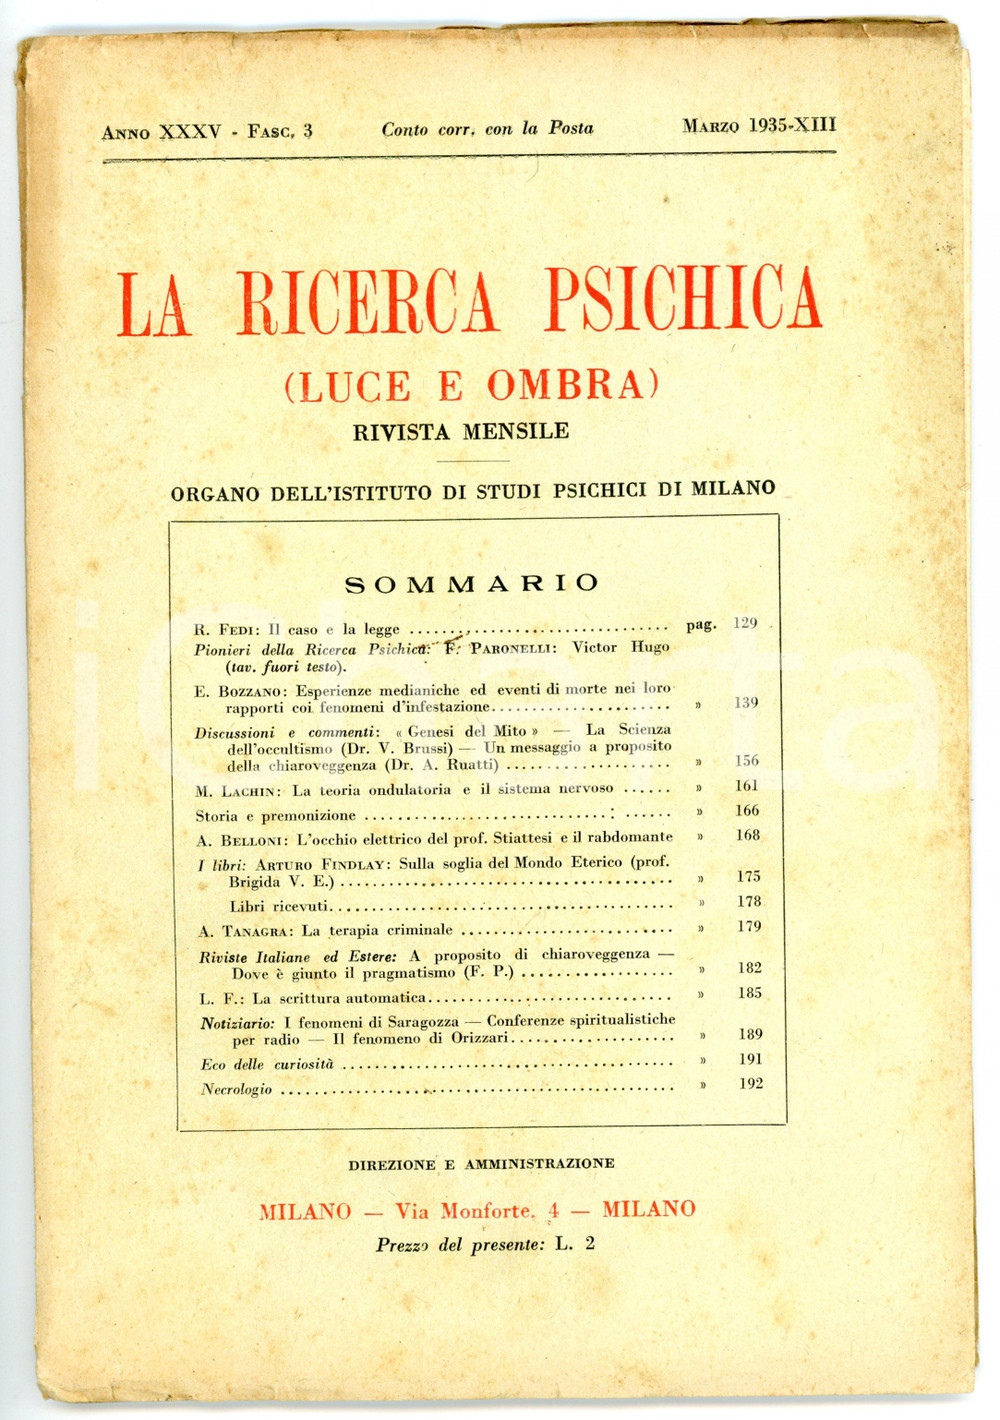 ANNO XXXV - FASC. 3 Conto corr. con la Posta MARZO 1935-XIII
LA RICERCA PSICHICA
(LUCE E OMBRA)
RIVISTA MENSILE
ORGANO DELL'ISTITUTO DI STUDI PSICHICI DI MILANO
SOMMARIO
R. FEDI: Il caso e la legge ............................... pag. 129
Pionieri della Ricerca Psichica: F. PARONELLI: Victor Hugo
(tav. fuori testo).
E. BOZZANO: Esperienze medianiche ed eventi di morte nei loro
rapporti coi fenomeni d'infestazione...................... » 139
Discussioni e commenti: « Genesi del Mito » — La Scienza
dell'occultismo (Dr. V. Brussi) — Un messaggio a proposito
della chiaroveggenza (Dr. A. Ruatti) .................... » 156
M. LACHIN: La teoria ondulatoria e il sistema nervoso ...... » 161
Storia e premonizione .................................... » 166
A. BELLONI: L'occhio elettrico del prof. Stiattesi e il rabdomante » 168
I libri: ARTURO FINDLAY: Sulla soglia del Mondo Eterico (prof.
Brigida V. E.) ........................................ » 175
Libri ricevuti......................................... » 178
A. TANAGRA: La terapia criminale ......................... » 179
Riviste Italiane ed Estere: A proposito di chiaroveggenza —
Dove è giunto il pragmatismo (F. P.) .................. » 182
L. F.: La scrittura automatica............................. » 185
Notiziario: I fenomeni di Saragozza — Conferenze spiritualistiche
per radio — Il fenomeno di Orizzari.................... » 189
Eco delle curiosità ........................................ » 191
Necrologio ............................................... » 192
DIREZIONE E AMMINISTRAZIONE
MILANO — Via Monforte. 4 — MILANO
Prezzo del presente: L. 2